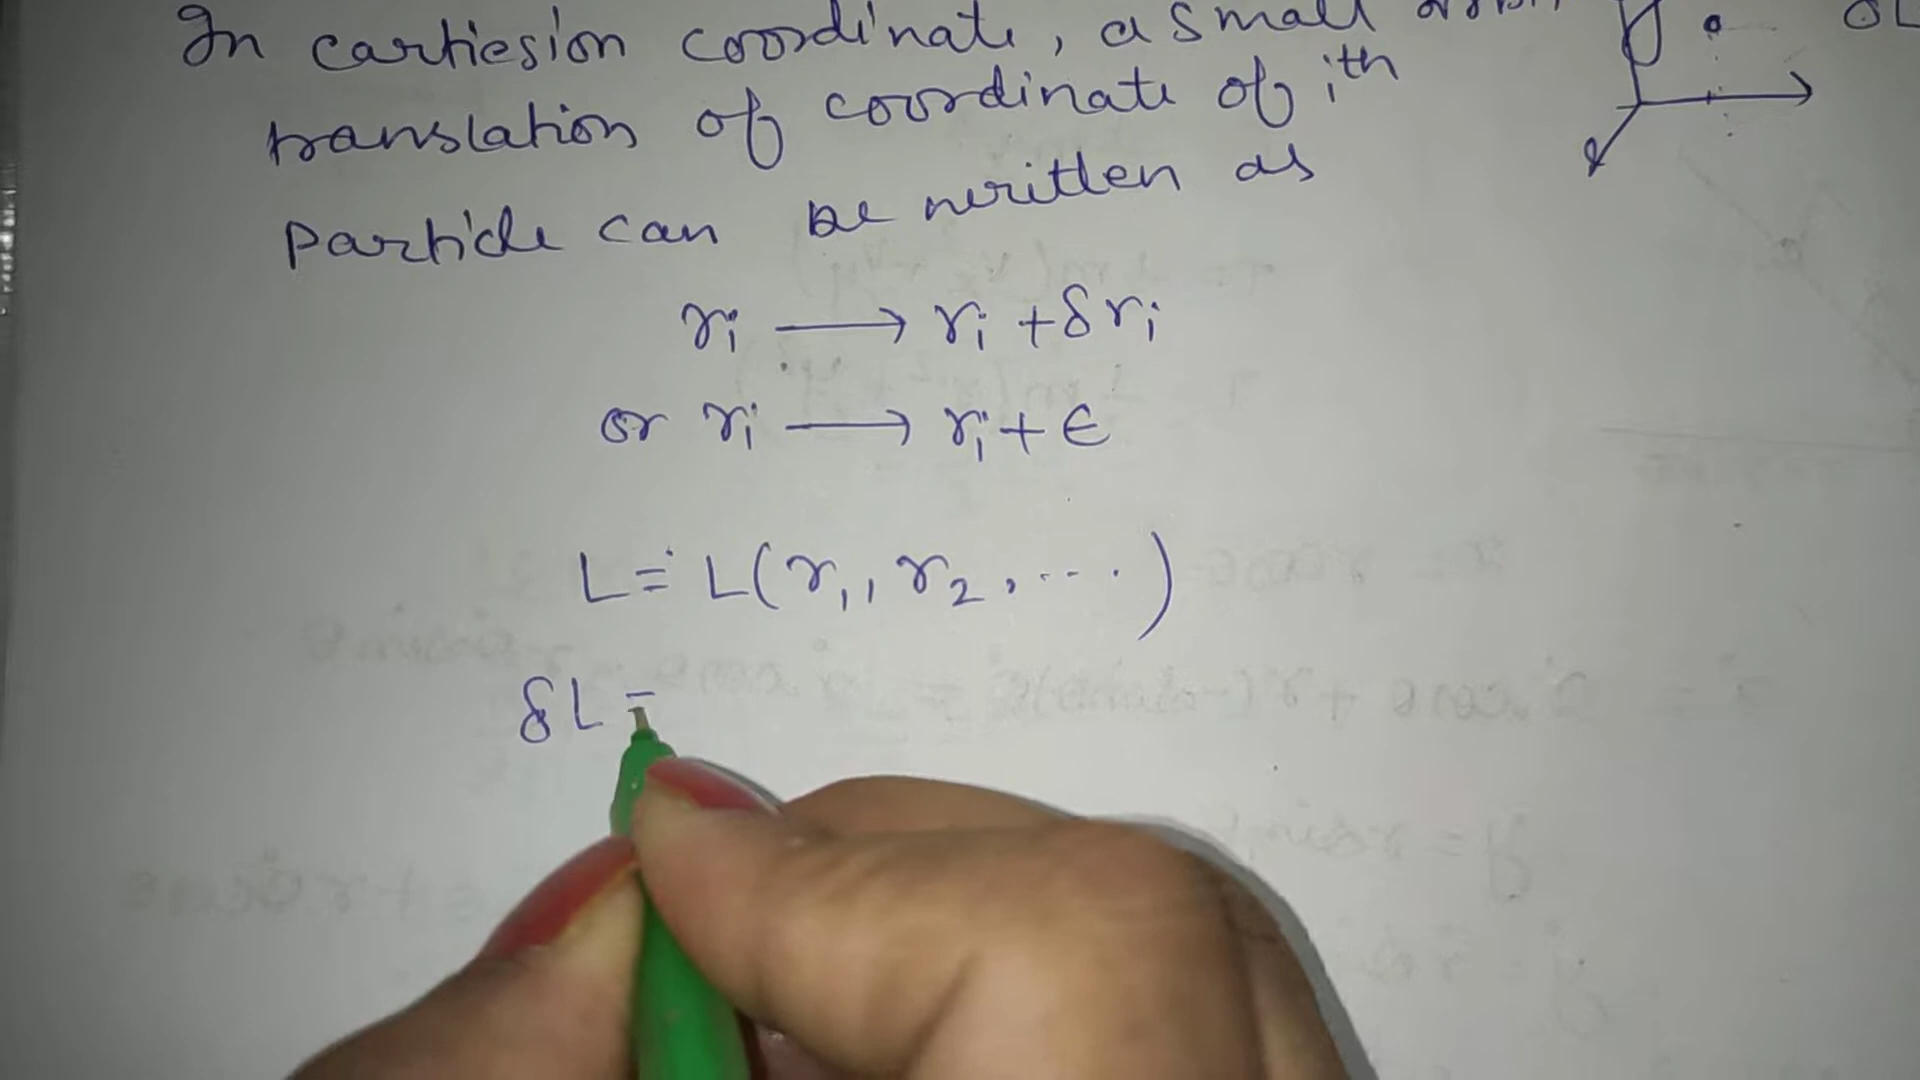 In cartiesion coordinate, a small
translation of coordinate of ith
particle can be written as
rᵢ ⟶ rᵢ + δrᵢ
or rᵢ ⟶ rᵢ + ϵ
L = L(r₁, r₂, ....)
δL =